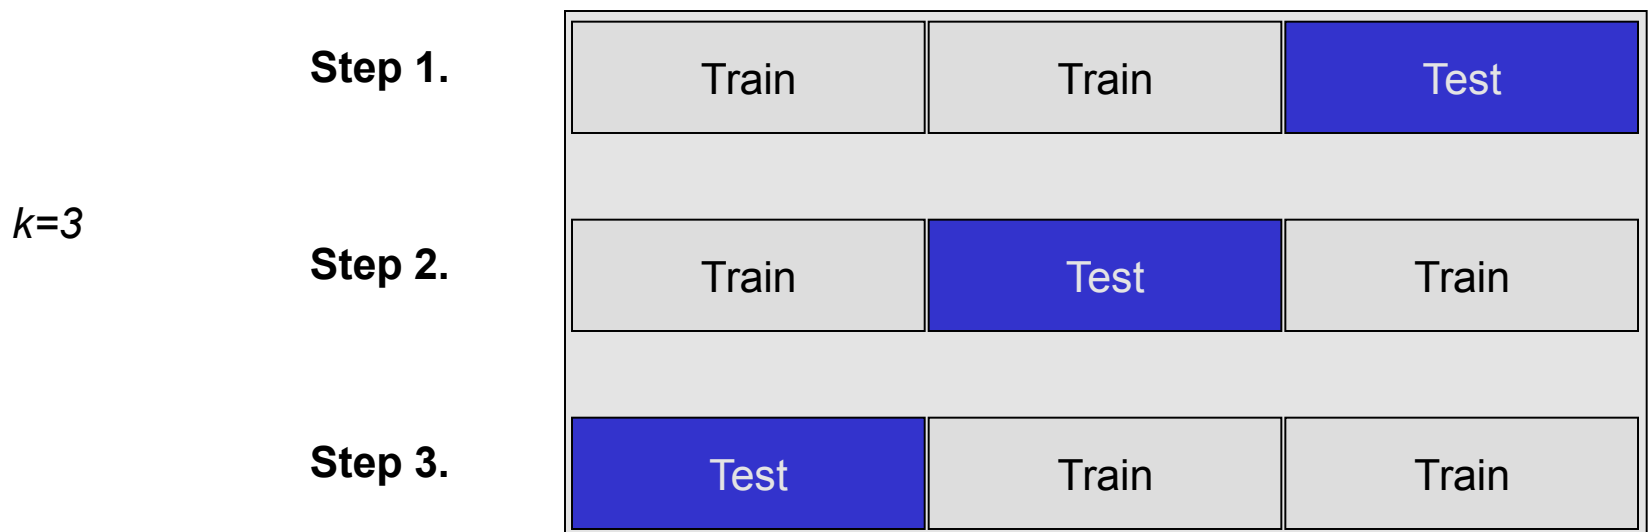 Step 1. Train Train Test
k=3
Step 2. Train Test Train
Step 3. Test Train Train